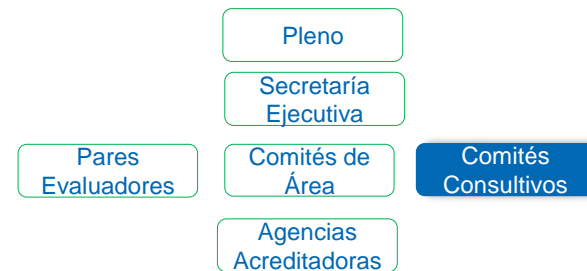 Pleno
Secretaría
Ejecutiva
Pares
Evaluadores
Comités de
Área
Comités
Consultivos
Agencias
Acreditadoras